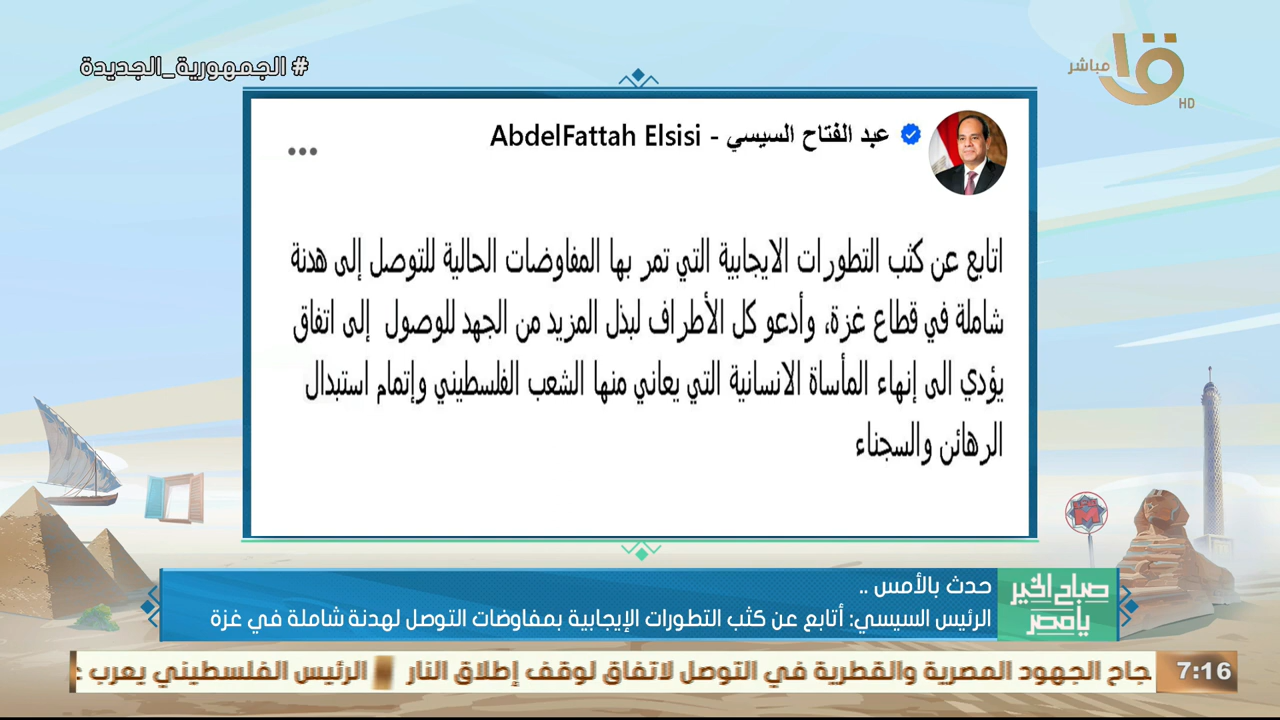 # الجمهورية_الجديدة
مباشر
HD
عبد الفتاح السيسي - AbdelFattah Elsisi
اتابع عن كثب التطورات الايجابية التي تمر بها المفاوضات الحالية للتوصل إلى هدنة
شاملة في قطاع غزة، وأدعو كل الأطراف لبذل المزيد من الجهد للوصول إلى اتفاق
يؤدي الى إنهاء المأساة الانسانية التي يعاني منها الشعب الفلسطيني وإتمام استبدال
الرهائن والسجناء
صباح الخير
يا مصر
حدث بالأمس ..
الرئيس السيسي: أتابع عن كثب التطورات الإيجابية بمفاوضات التوصل لهدنة شاملة في غزة
7:16
جاح الجهود المصرية والقطرية في التوصل لاتفاق لوقف إطلاق النار
الرئيس الفلسطيني يعرب